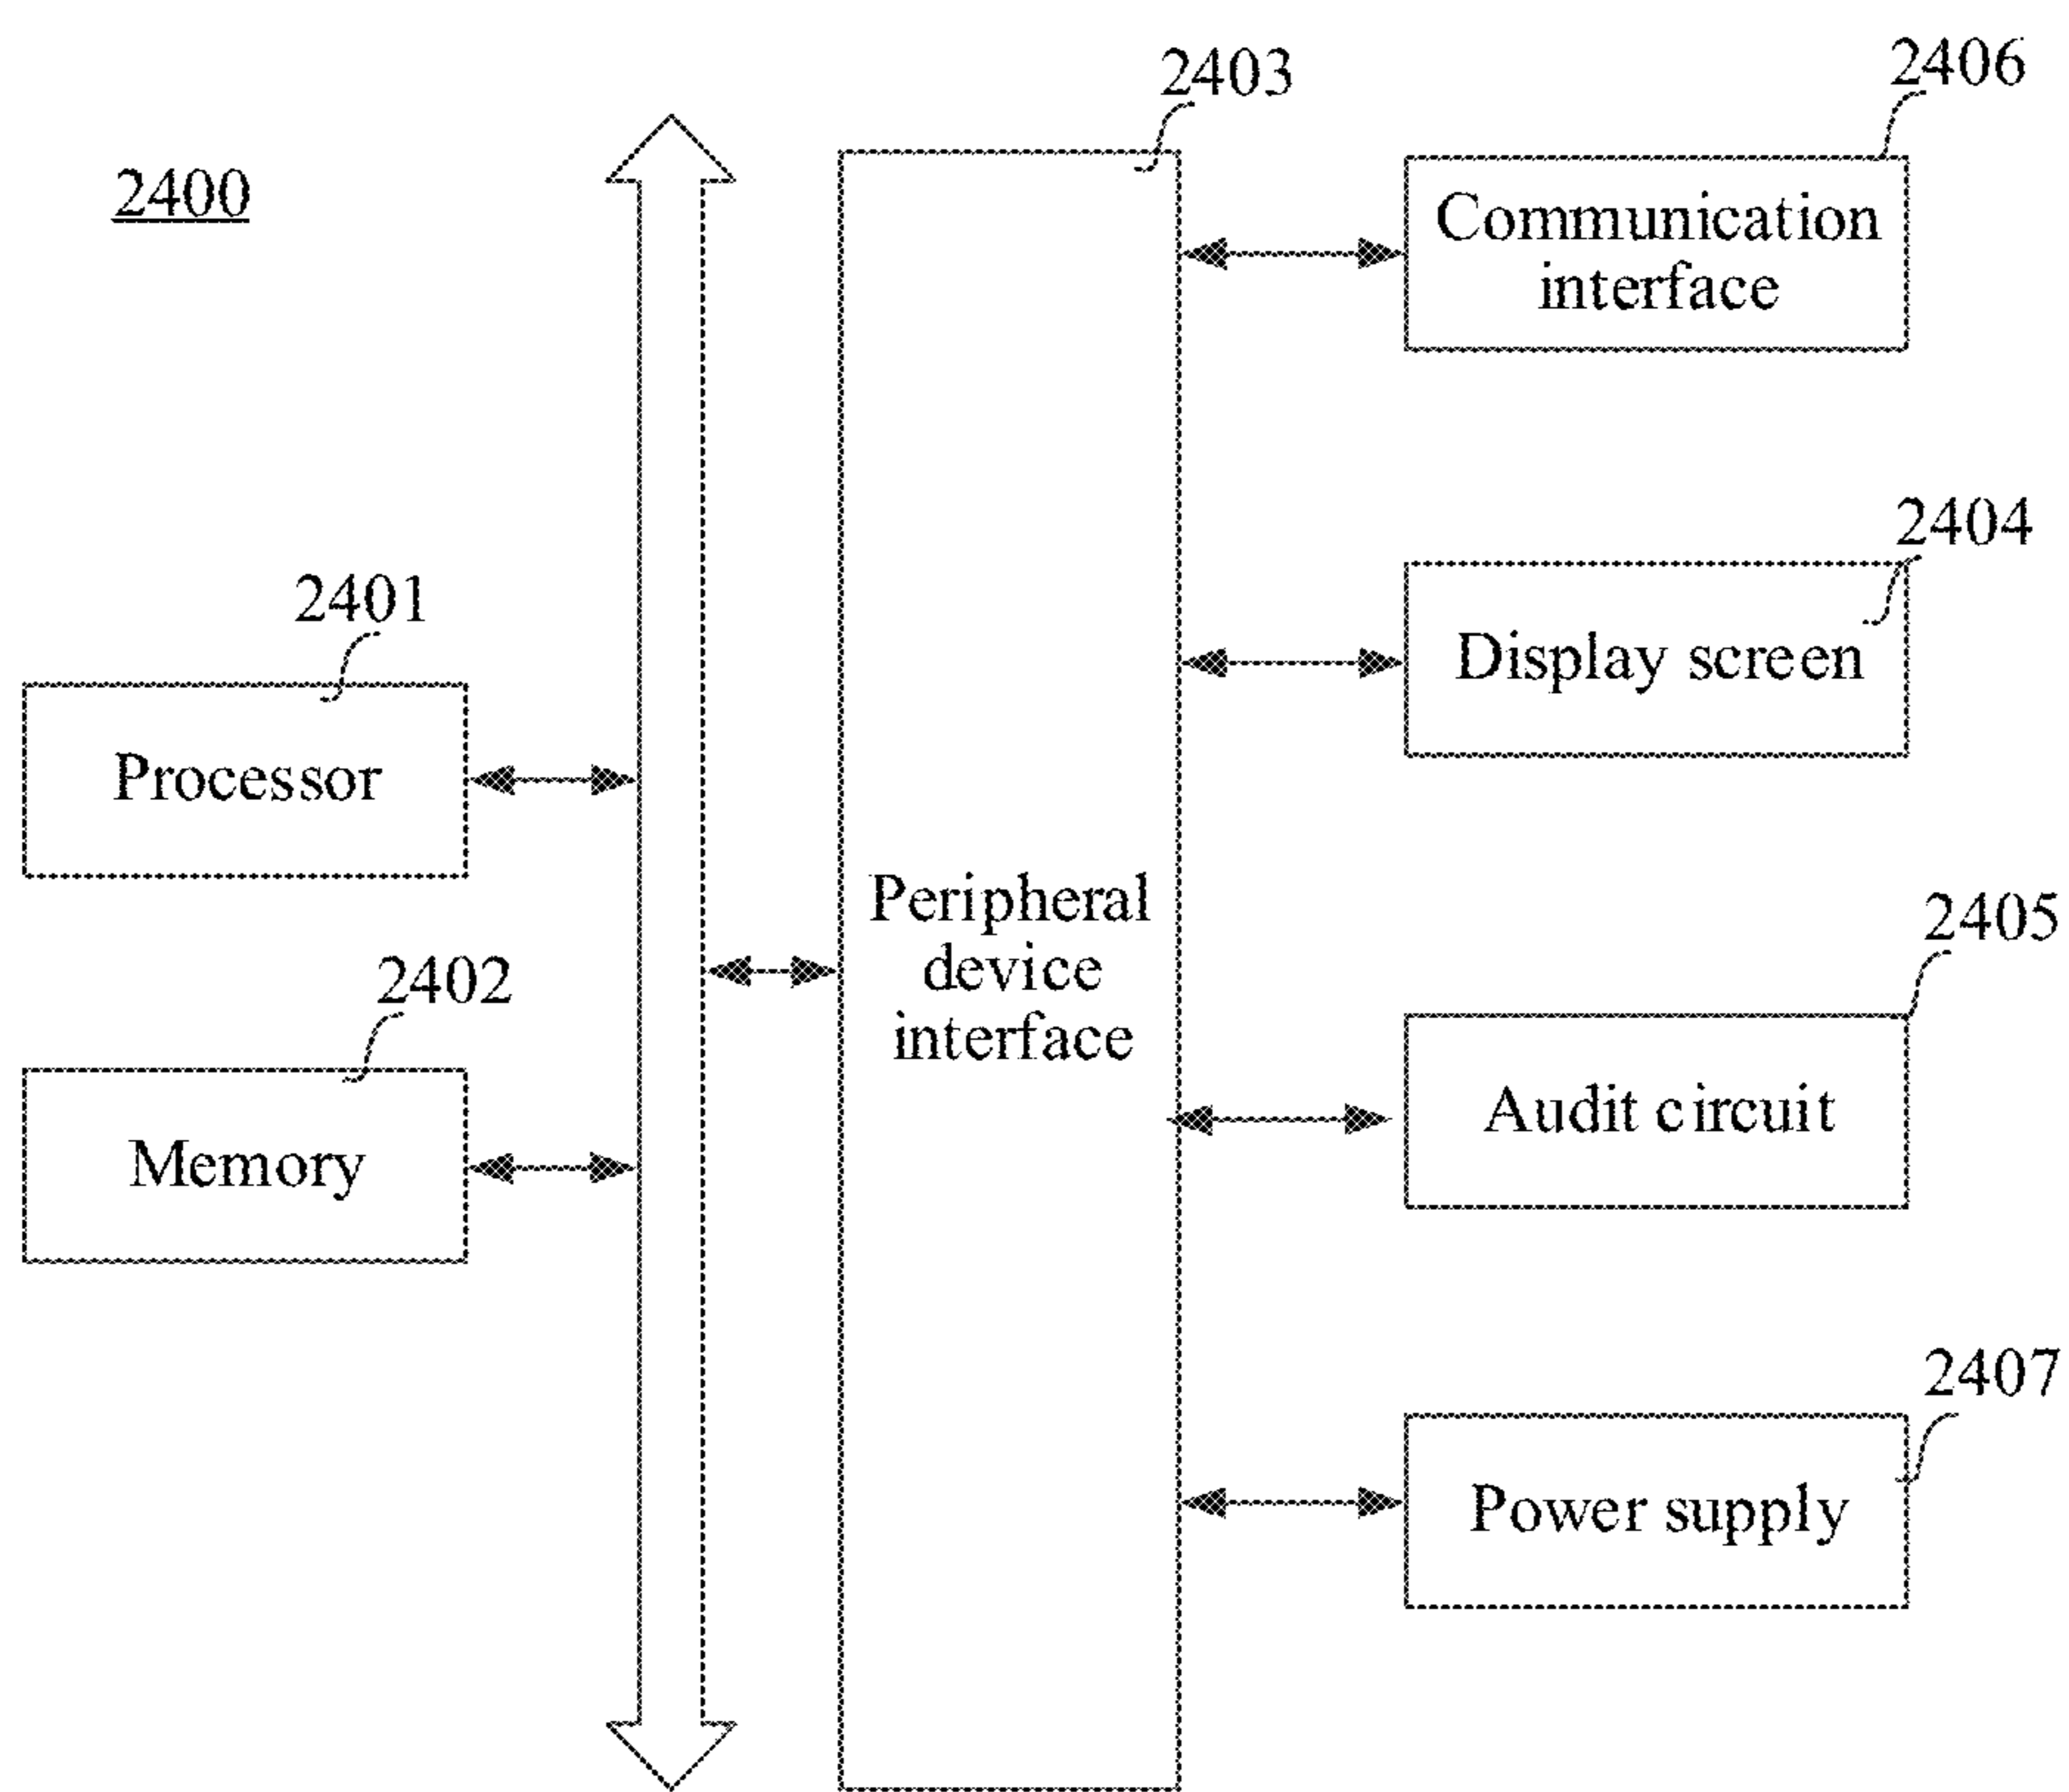 2403
2406
2400
Communication
interface
2404
2401
Display screen
Processor
Peripheral
device
interface
2405
2402
Audit circuit
Memory
2407
Power supply